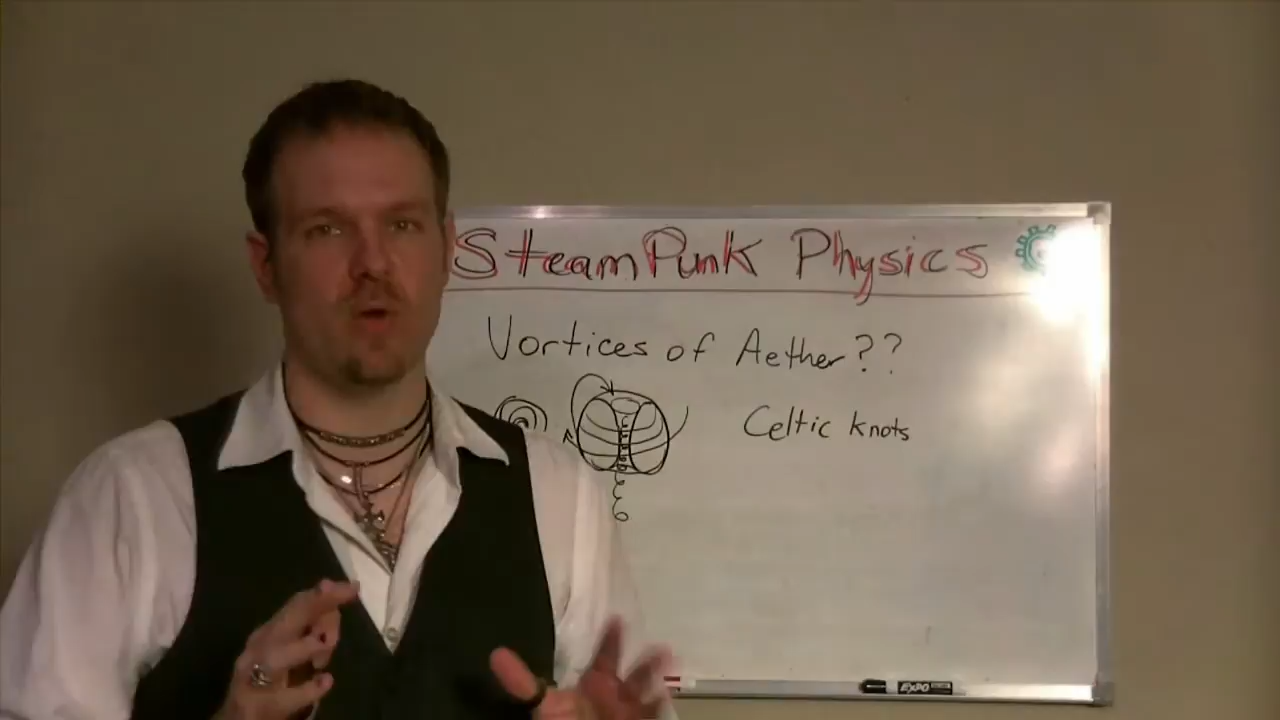 SteamPunk Physics
Vortices of Aether??
Celtic knots
EXPO